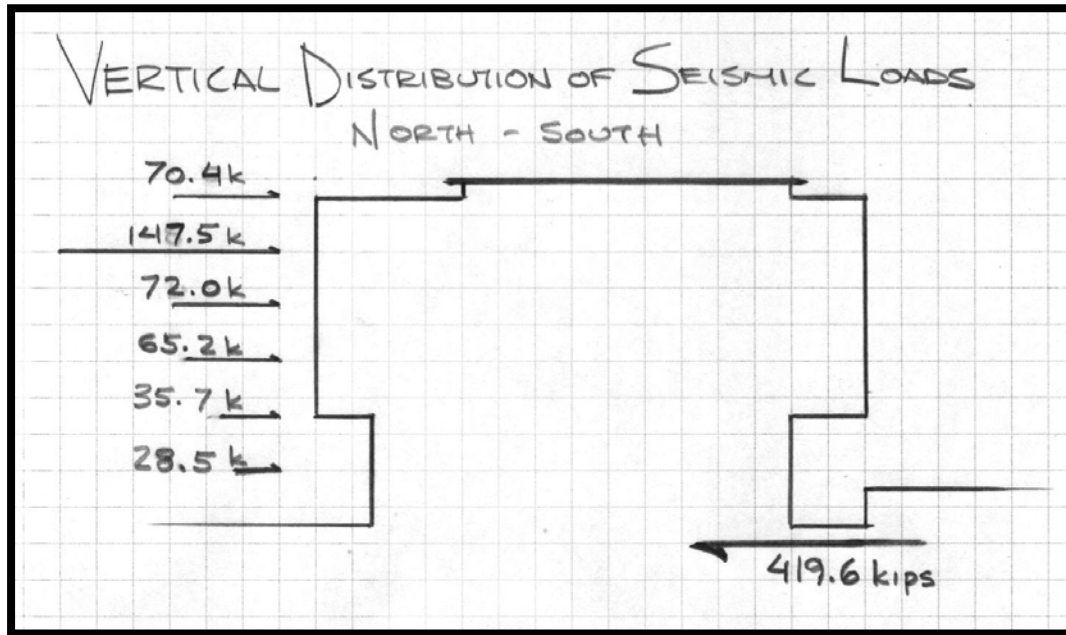 VERTICAL DISTRIBUTION OF SEISMIC LOADS
NORTH - SOUTH
70.4k
147.5k
72.0k
65.2k
35.7k
28.5k
419.6 kips